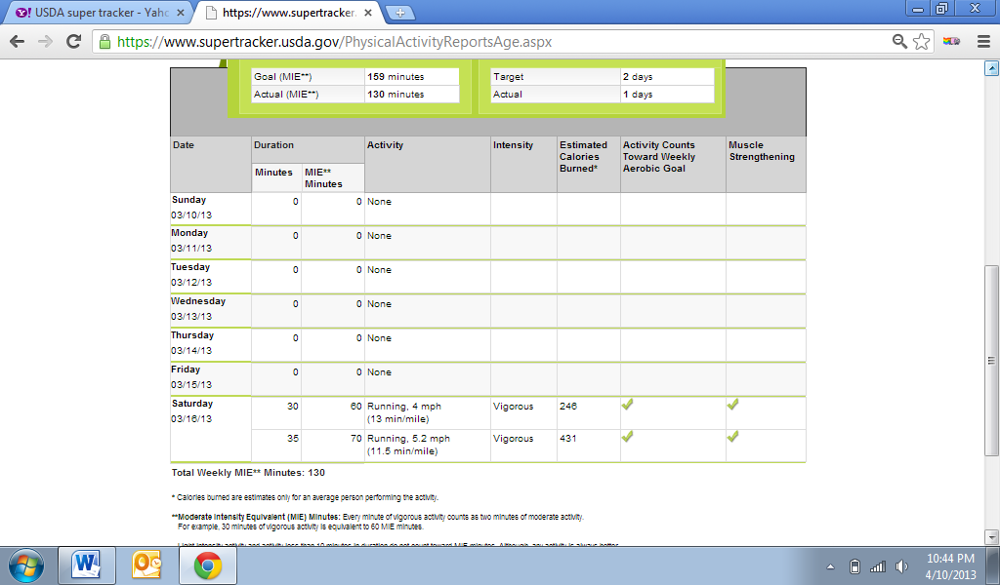 USDA super tracker - Yaho
https://www.supertracker.
https://www.supertracker.usda.gov/PhysicalActivityReportsAge.aspx
Goal (MIE**) 159 minutes Target 2 days
Actual (MIE**) 130 minutes Actual 1 days
Date Duration Activity Intensity Estimated Calories Burned* Activity Counts Toward Weekly Aerobic Goal Muscle Strengthening
Minutes MIE** Minutes
Sunday
03/10/13 0 0 None
Monday
03/11/13 0 0 None
Tuesday
03/12/13 0 0 None
Wednesday
03/13/13 0 0 None
Thursday
03/14/13 0 0 None
Friday
03/15/13 0 0 None
Saturday
03/16/13 30 60 Running, 4 mph Vigorous 246
(13 min/mile)
35 70 Running, 5.2 mph Vigorous 431
(11.5 min/mile)
Total Weekly MIE** Minutes: 130
* Calories burned are estimates only for an average person performing the activity.
**Moderate Intensity Equivalent (MIE) Minutes: Every minute of vigorous activity counts as two minutes of moderate activity.
For example, 30 minutes of vigorous activity is equivalent to 60 MIE minutes.
Light intensity activity and activity less than 10 minutes in duration do not count toward MIE minutes. Although, any activity is always better
10:44 PM
4/10/2013